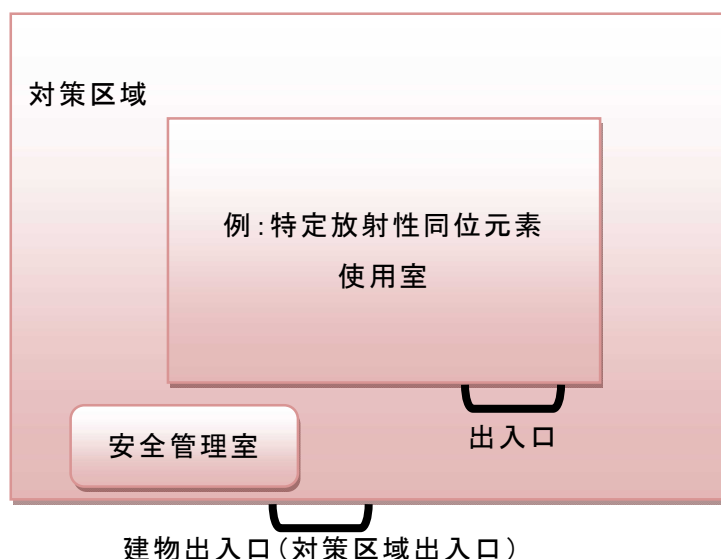 対策区域
例:特定放射性同位元素
使用室
安全管理室
出入口
建物出入口(対策区域出入口)